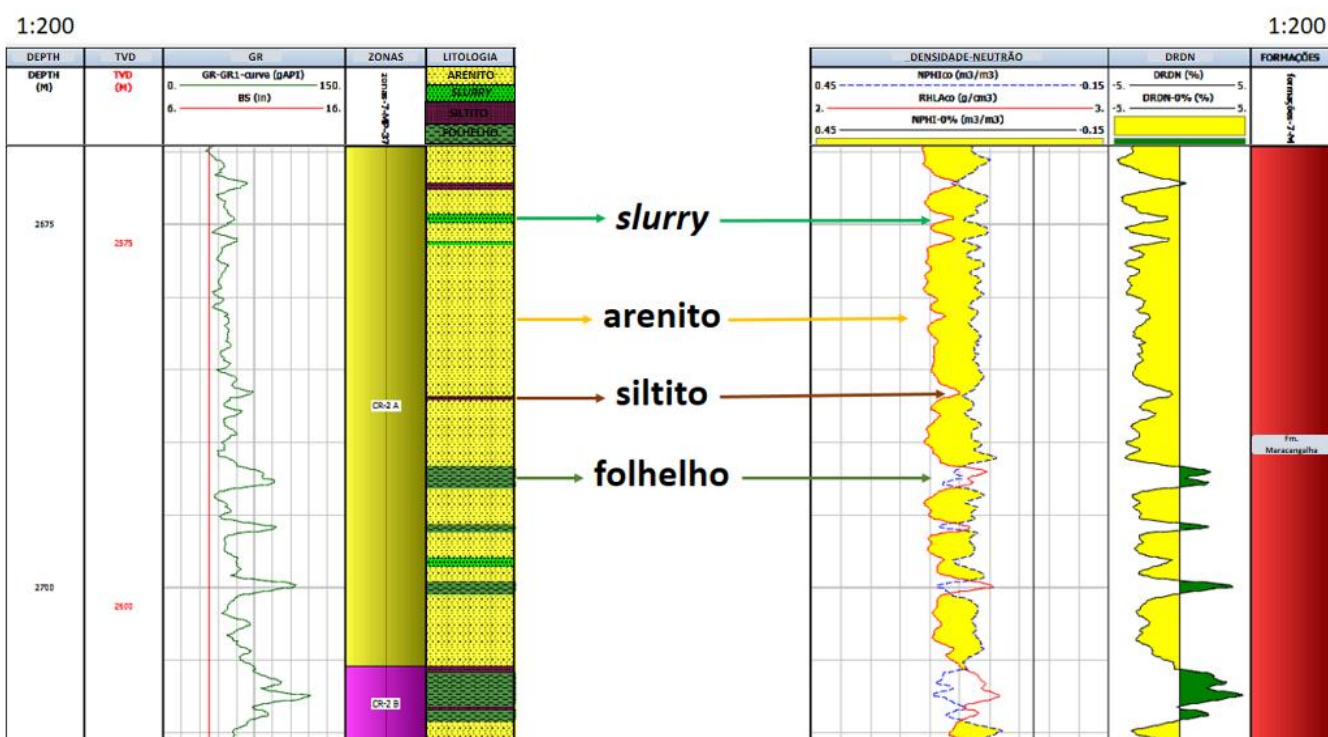 1:200
1:200
DEPTH TVD GR ZONAS LITOLOGIA
DEPTH
(M)
TVD
(M)
GR-GR1-curve (gAPI)
0. 150.
BS (in)
6. 16.
ARENITO
SLURRY
SILTITO
FOLHELHO
DENSIDADE-NEUTRÃO DRDN FORMAÇÕES
NPHICO (m3/m3)
0.45 -0.15
RHLACO (g/cm3)
2. 3.
NPHI-0% (m3/m3)
0.45 -0.15
DRDN (%)
-5. 5.
DRDN-0% (%)
-5. 5.
formações-7-M
slurry
2675
2575
arenito
siltito
CR-2 A
Fm.
Maracangalha
folhelho
2700
2600
CR-2 B